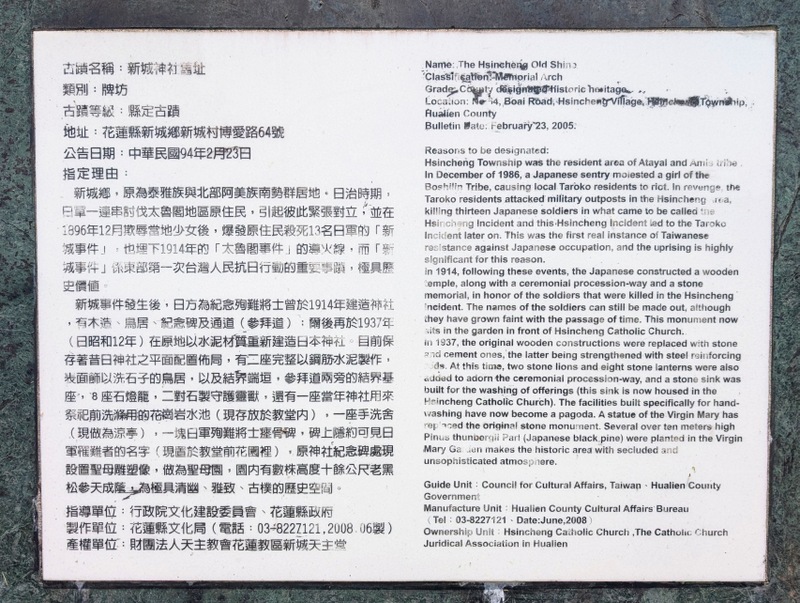 古蹟名稱：新城神社舊址
類別：牌坊
古蹟等級：縣定古蹟
地址：花蓮縣新城鄉新城村博愛路64號
公告日期：中華民國94年2月23日
指定理由：
新城鄉，原為泰雅族與北部阿美族南勢群居地。日治時期，
日軍一連串討伐太魯閣地區原住民，引起彼此緊張對立，並在
1896年12月欺辱當地少女後，爆發原住民殺死13名日軍的「新
城事件」，也埋下1914年的「太魯閣事件」的導火線，而「新
城事件」係東部第一次台灣人民抗日行動的重要事蹟，極具歷
史價值。
新城事件發生後，日方為紀念殉難將士曾於1914年建造神社
，有木造、鳥居、紀念碑及通道（參拜道）：爾後再於1937年
（日昭和12年）在原地以水泥材質重新建造日本神社。目前保
存著昔日神社之平面配置佈局，有二座完整以鋼筋水泥製作，
表面飾以洗石子的鳥居，以及結界端垣，參拜道兩旁的結界基
座，8座石燈籠，二對石製守護靈獸，還有一座當年神社用來
祭祀前洗滌用的花崗岩水池（現存放於教堂內），一座手洗舍
（現做為涼亭），一塊日軍殉難將士瘞骨碑，碑上隱約可見日
軍罹難者的名字（現置於教堂前花園裡），原神社紀念碑處現
設置聖母雕塑像，做為聖母園，園內有數株高度十餘公尺老黑
松參天成蔭，為極具清幽、雅致、古樸的歷史空間。
指導單位：行政院文化建設委員會、花蓮縣政府
製作單位：花蓮縣文化局（電話：03-8227121,2008.06製）
產權單位：財團法人天主教會花蓮教區新城天主堂
Name: The Hsincheng Old Shine
Classification: Memorial Arch
Grade: County designated historic heritage
Location: No 64, Boai Road, Hsincheng Village, Hsincheng Township,
Hualien County
Bulletin Date: February 23, 2005.
Reasons to be designated:
Hsincheng Township was the resident area of Atayal and Amis tribe .
In December of 1986, a Japanese sentry molested a girl of the
Boshilin Tribe, causing local Taroko residents to riot. In revenge, the
Taroko residents attacked military outposts in the Hsincheng area,
killing thirteen Japanese soldiers in what came to be called the
Hsincheng Incident and this Hsincheng Incident led to the Taroko
Incident later on. This was the first real instance of Taiwanese
resistance against Japanese occupation, and the uprising is highly
significant for this reason.
In 1914, following these events, the Japanese constructed a wooden
temple, along with a ceremonial procession-way and a stone
memorial, in honor of the soldiers that were killed in the Hsincheng
Incident. The names of the soldiers can still be made out, although
they have grown faint with the passage of time. This monument now
sits in the garden in front of Hsincheng Catholic Church.
In 1937, the original wooden constructions were replaced with stone
and cement ones, the latter being strengthened with steel reinforcing
rods. At this time, two stone lions and eight stone lanterns were also
added to adorn the ceremonial procession-way, and a stone sink was
built for the washing of offerings (this sink is now housed in the
Hsincheng Catholic Church). The facilities built specifically for hand-
washing have now become a pagoda. A statue of the Virgin Mary has
replaced the original stone monument. Several over ten meters high
Pinus thunbergii Parl (Japanese black pine) were planted in the Virgin
Mary Garden makes the historic area with secluded and
unsophisticated atmosphere.
Guide Unit：Council for Cultural Affairs, Taiwan、Hualien County
Government
Manufacture Unit：Hualien County Cultural Affairs Bureau
（Tel：03-8227121、Date:June,2008）
Ownership Unit：Hsincheng Catholic Church ,The Catholic Church
Juridical Association in Hualien